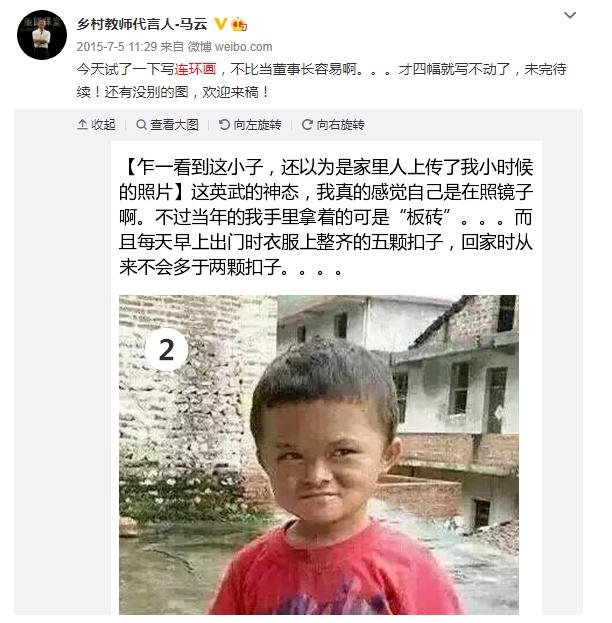 乡村教师代言人-马云
2015-7-5 11:29 来自 微博 weibo.com
今天试了一下写连环画，不比当董事长容易啊。。。才四幅就写不动了，未完待
续！还有没别的图，欢迎来稿！
收起 查看大图 向左旋转 向右旋转
【乍一看到这小子，还以为是家里人上传了我小时候
的照片】这英武的神态，我真的感觉自己是在照镜子
啊。不过当年的我手里拿着的可是“板砖”。。。而
且每天早上出门时衣服上整齐的五颗扣子，回家时从
来不会多于两颗扣子。。。。
2